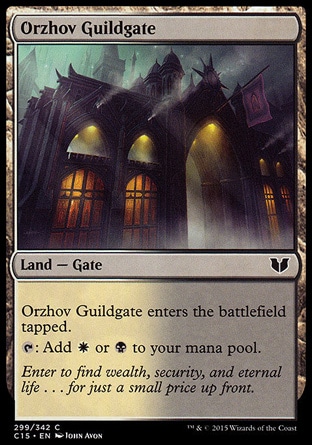 Orzhov Guildgate
Land — Gate
Orzhov Guildgate enters the battlefield
tapped.
: Add or to your mana pool.
Enter to find wealth, security, and eternal
life . . . for just a small price up front.
299/342 C
C15 • EN John Avon
™ & © 2015 Wizards of the Coast